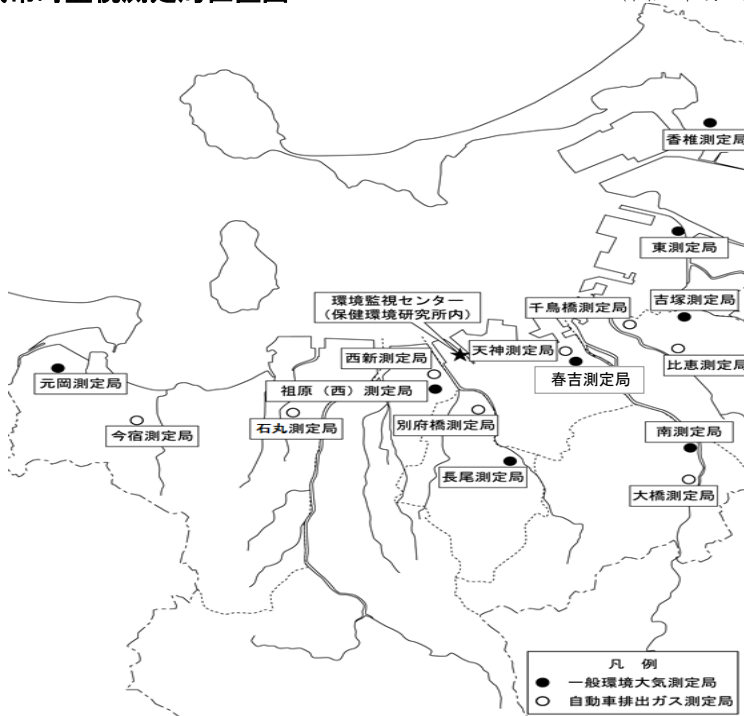 香椎測定局
東測定局
環境監視センター
(保健環境研究所内)
千鳥橋測定局
吉塚測定局
西新測定局
天神測定局
比恵測定局
元岡測定局
祖原（西）測定局
春吉測定局
今宿測定局
石丸測定局
別府橋測定局
南測定局
長尾測定局
大橋測定局
凡 例
● 一般環境大気測定局
○ 自動車排出ガス測定局